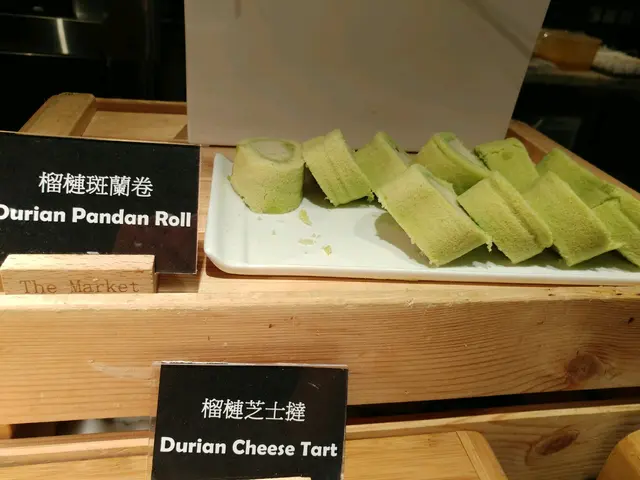 榴槤斑蘭卷
Durian Pandan Roll
The Market
榴槤芝士撻
Durian Cheese Tart